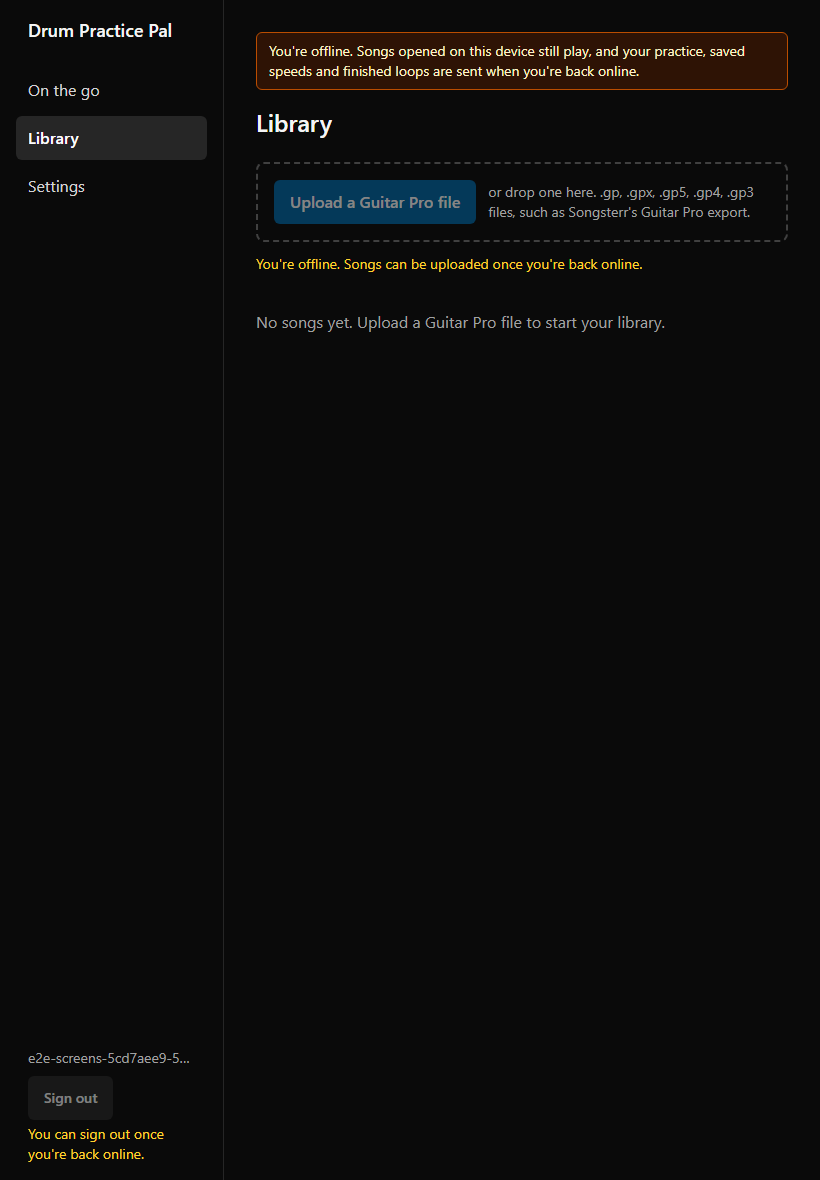 Drum Practice Pal
On the go
Library
Settings
You're offline. Songs opened on this device still play, and your practice, saved
speeds and finished loops are sent when you're back online.
Library
Upload a Guitar Pro file
or drop one here. .gp, .gpx, .gp5, .gp4, .gp3
files, such as Songsterr's Guitar Pro export.
You're offline. Songs can be uploaded once you're back online.
No songs yet. Upload a Guitar Pro file to start your library.
e2e-screens-5cd7aee9-5...
Sign out
You can sign out once
you're back online.